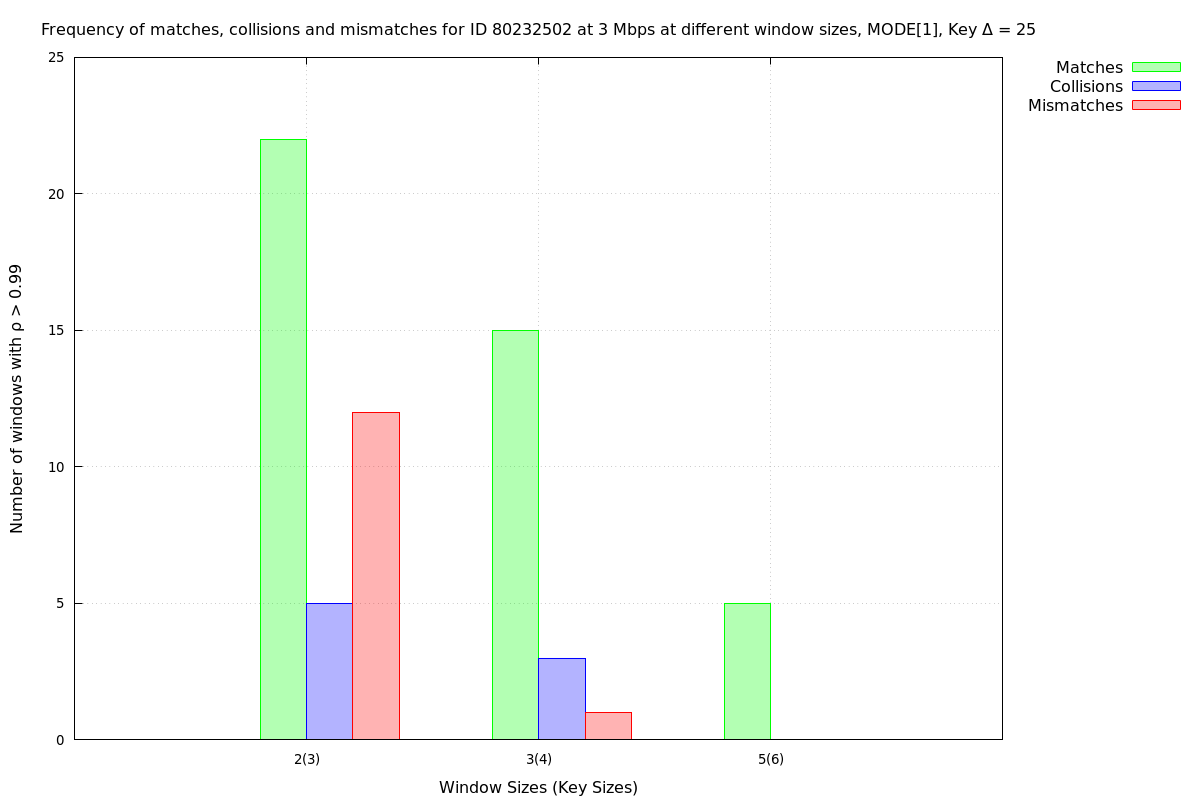 Frequency of matches, collisions and mismatches for ID 80232502 at 3 Mbps at different window sizes, MODE[1], Key Δ = 25
Matches
Collisions
Mismatches
Number of windows with ρ > 0.99
25
20
15
10
5
0
2(3)
3(4)
5(6)
Window Sizes (Key Sizes)